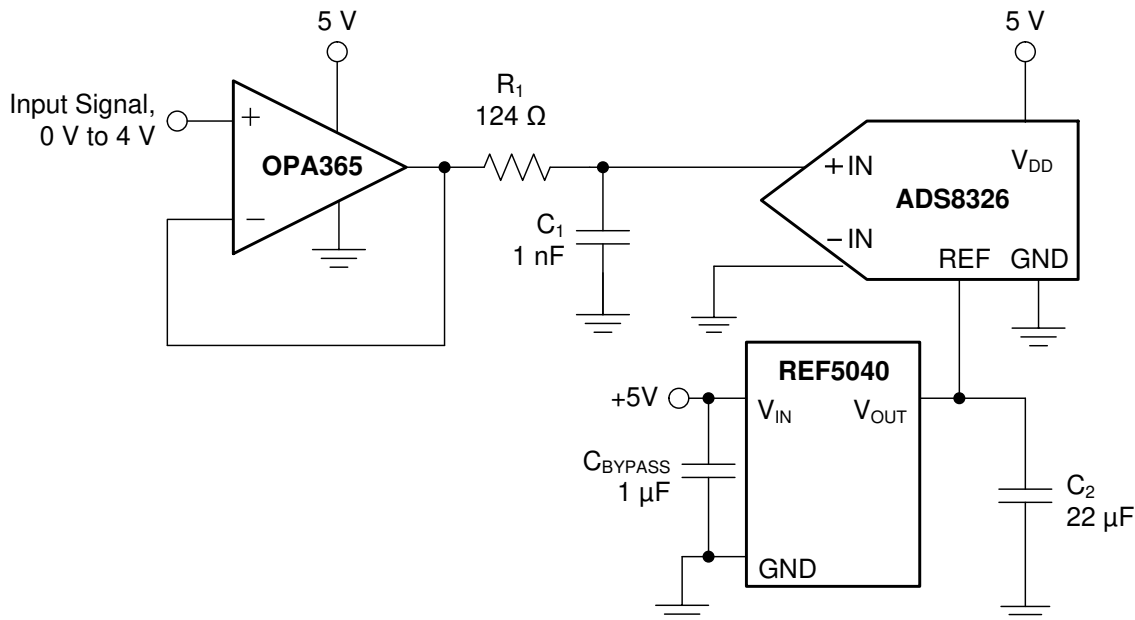 5 V
5 V
Input Signal,
0 V to 4 V
+
−
OPA365
R1
124 Ω
C1
1 nF
+IN
−IN
VDD
ADS8326
REF
GND
REF5040
+5V
VIN
VOUT
CBYPASS
1 µF
GND
C2
22 µF